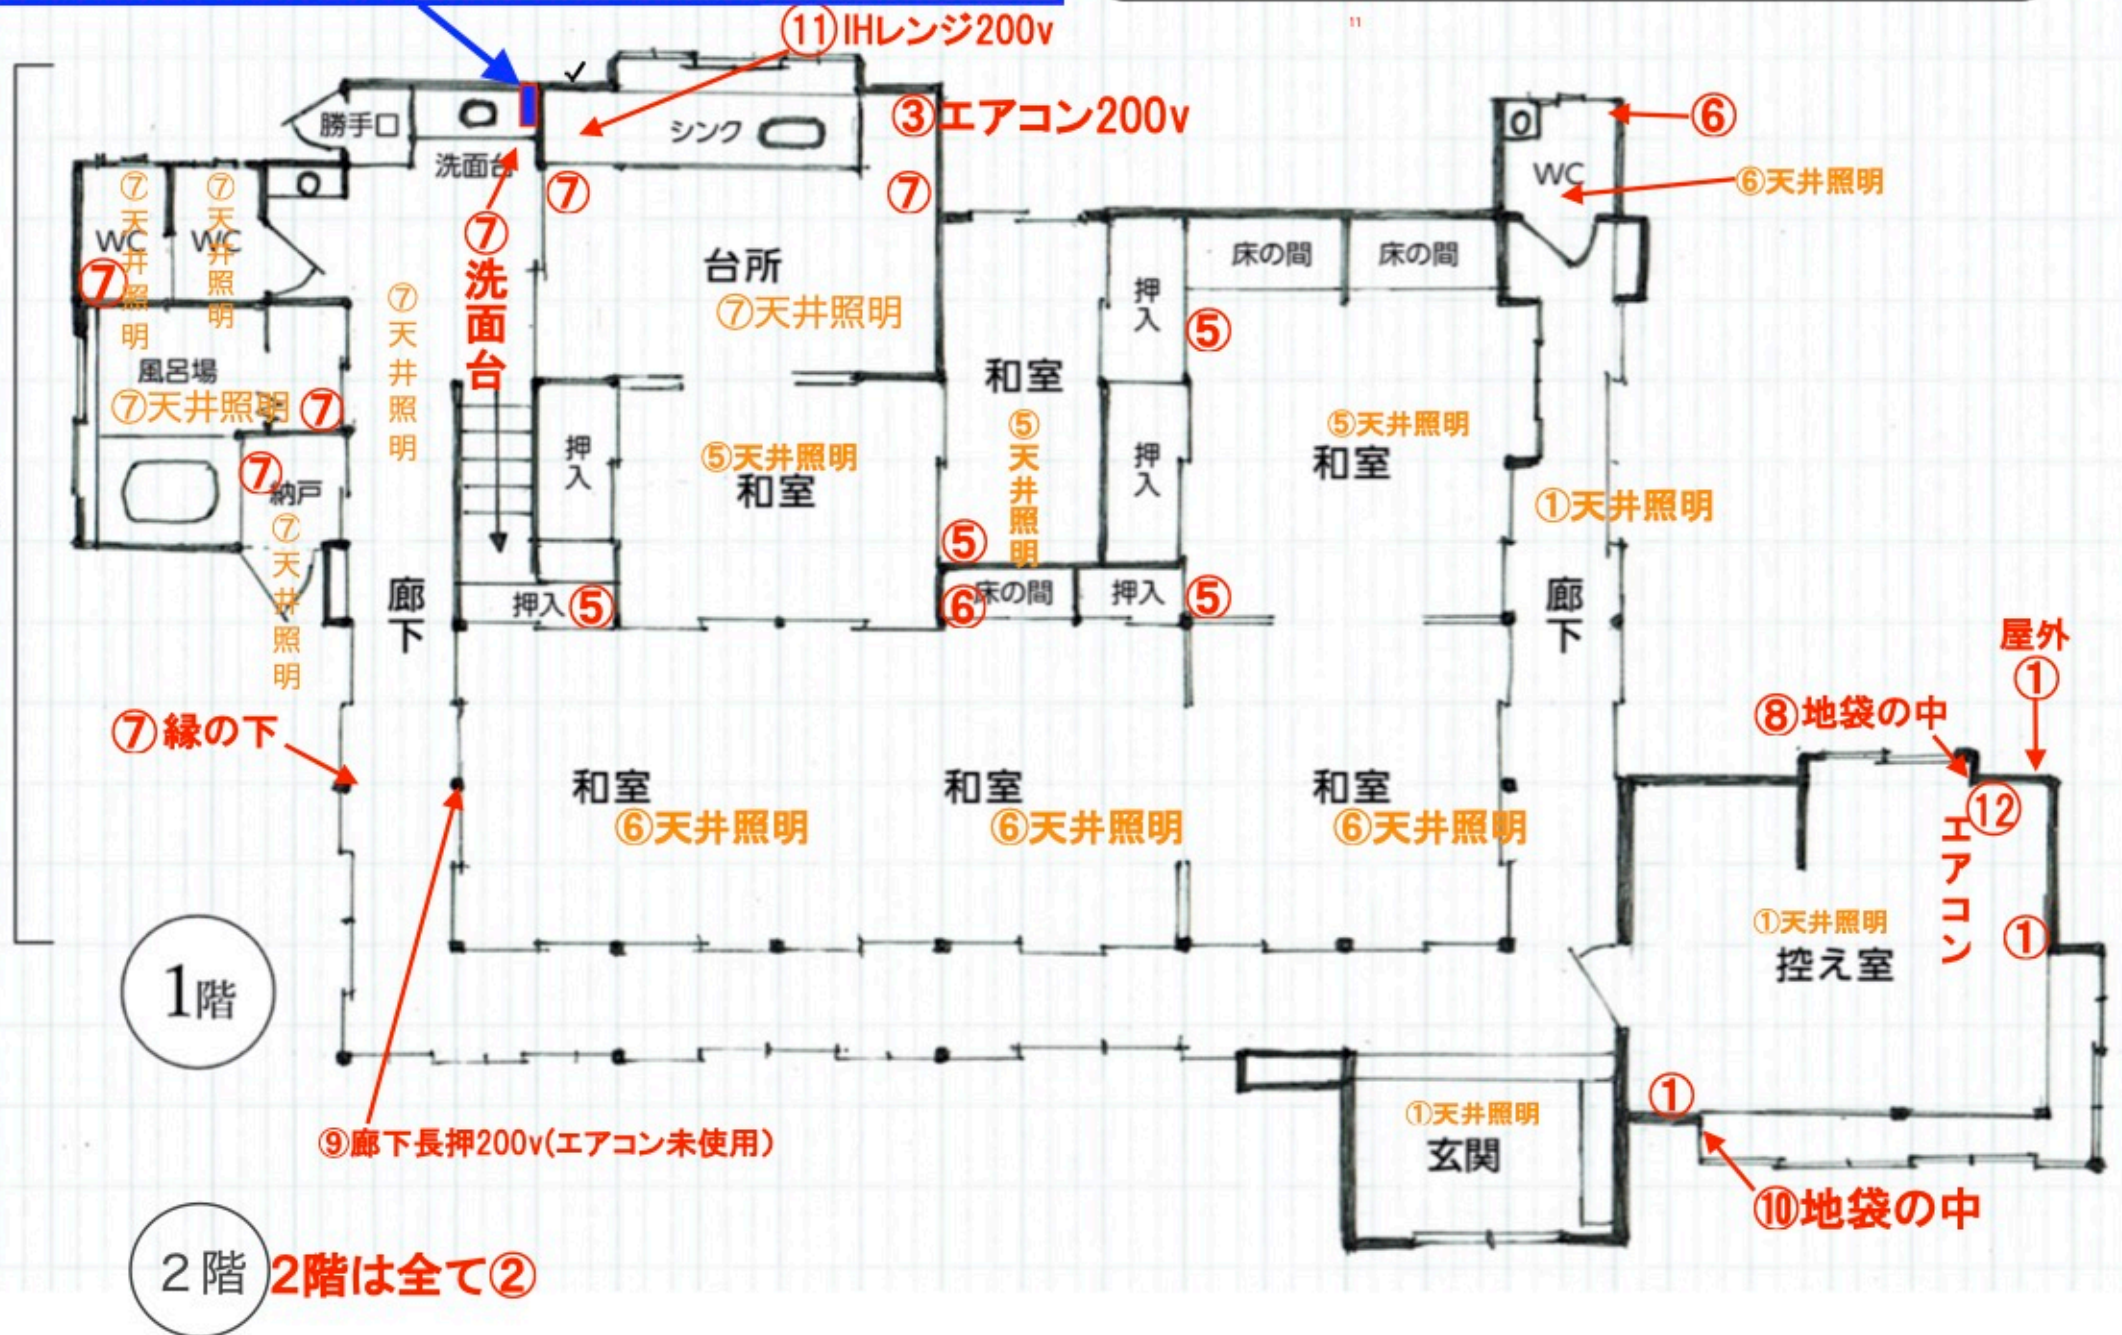 ⑪IHレンジ200v
11
✓
③エアコン200v
⑥
勝手口
シンク
洗面台
WC
⑥天井照明
⑦
⑦
⑦天井照明
⑦天井照明
WC
WC
⑦
⑦洗面台
台所
⑦天井照明
⑦天井照明
押入
床の間
床の間
⑤
和室
風呂場
⑦天井照明
⑦
⑤天井照明
和室
⑤天井照明
押入
⑤天井照明
和室
押入
⑦
納戸
⑦天井照明
①天井照明
⑤
廊下
押入
⑤
⑥
床の間
押入
⑤
廊下
屋外
①
⑧地袋の中
⑦縁の下
和室
⑥天井照明
和室
⑥天井照明
和室
⑥天井照明
⑫
エアコン
①天井照明
控え室
①
1階
①
①天井照明
玄関
⑨廊下長押200v(エアコン未使用)
⑩地袋の中
2階
2階は全て②